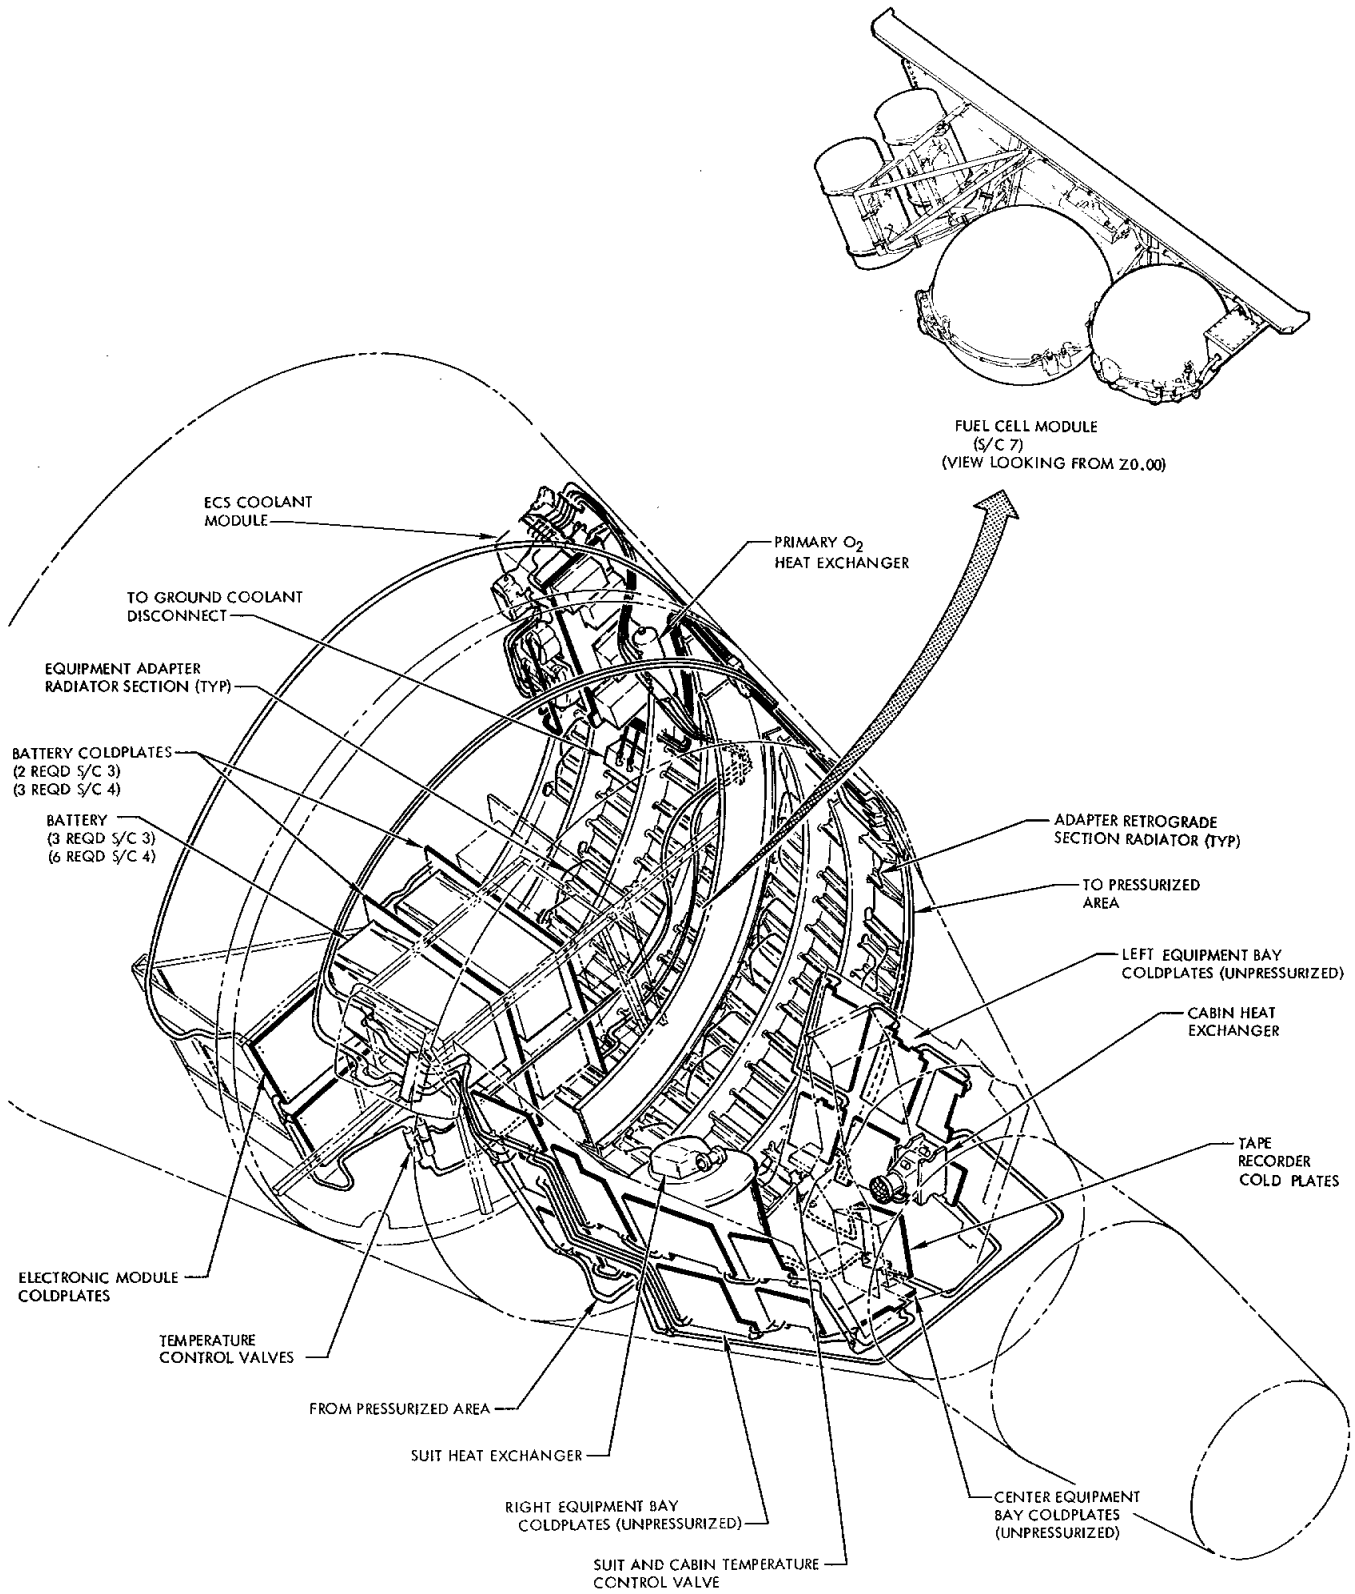 FUEL CELL MODULE
(S/C 7)
(VIEW LOOKING FROM Z0.00)
ECS COOLANT
MODULE
PRIMARY O2
HEAT EXCHANGER
TO GROUND COOLANT
DISCONNECT
EQUIPMENT ADAPTER
RADIATOR SECTION (TYP)
BATTERY COLDPLATES
(2 REQD S/C 3)
(3 REQD S/C 4)
BATTERY
(3 REQD S/C 3)
(6 REQD S/C 4)
ADAPTER RETROGRADE
SECTION RADIATOR (TYP)
TO PRESSURIZED
AREA
LEFT EQUIPMENT BAY
COLDPLATES (UNPRESSURIZED)
CABIN HEAT
EXCHANGER
TAPE
RECORDER
COLD PLATES
ELECTRONIC MODULE
COLDPLATES
TEMPERATURE
CONTROL VALVES
FROM PRESSURIZED AREA
SUIT HEAT EXCHANGER
RIGHT EQUIPMENT BAY
COLDPLATES (UNPRESSURIZED)
CENTER EQUIPMENT
BAY COLDPLATES
(UNPRESSURIZED)
SUIT AND CABIN TEMPERATURE
CONTROL VALVE